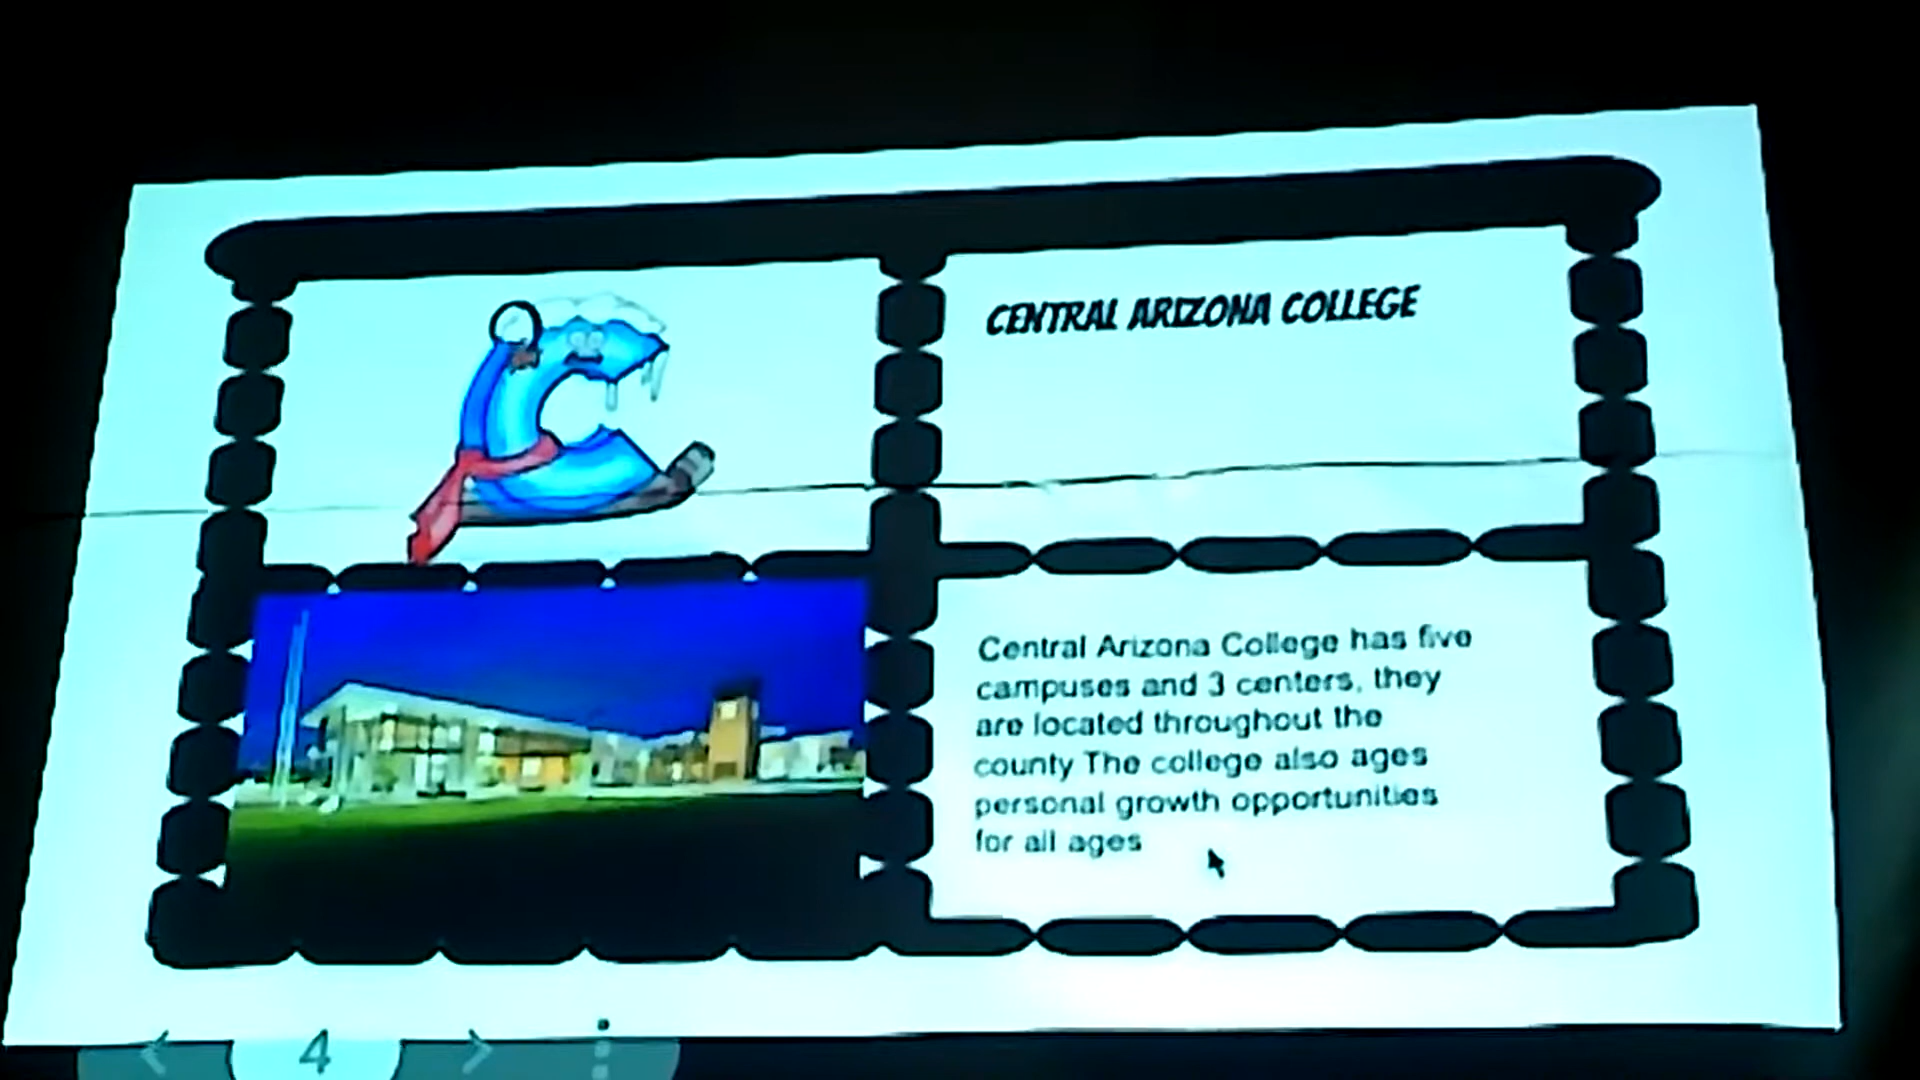 CENTRAL ARIZONA COLLEGE
Central Arizona College has five
campuses and 3 centers, they
are located throughout the
county The college also ages
personal growth opportunities
for all ages
4